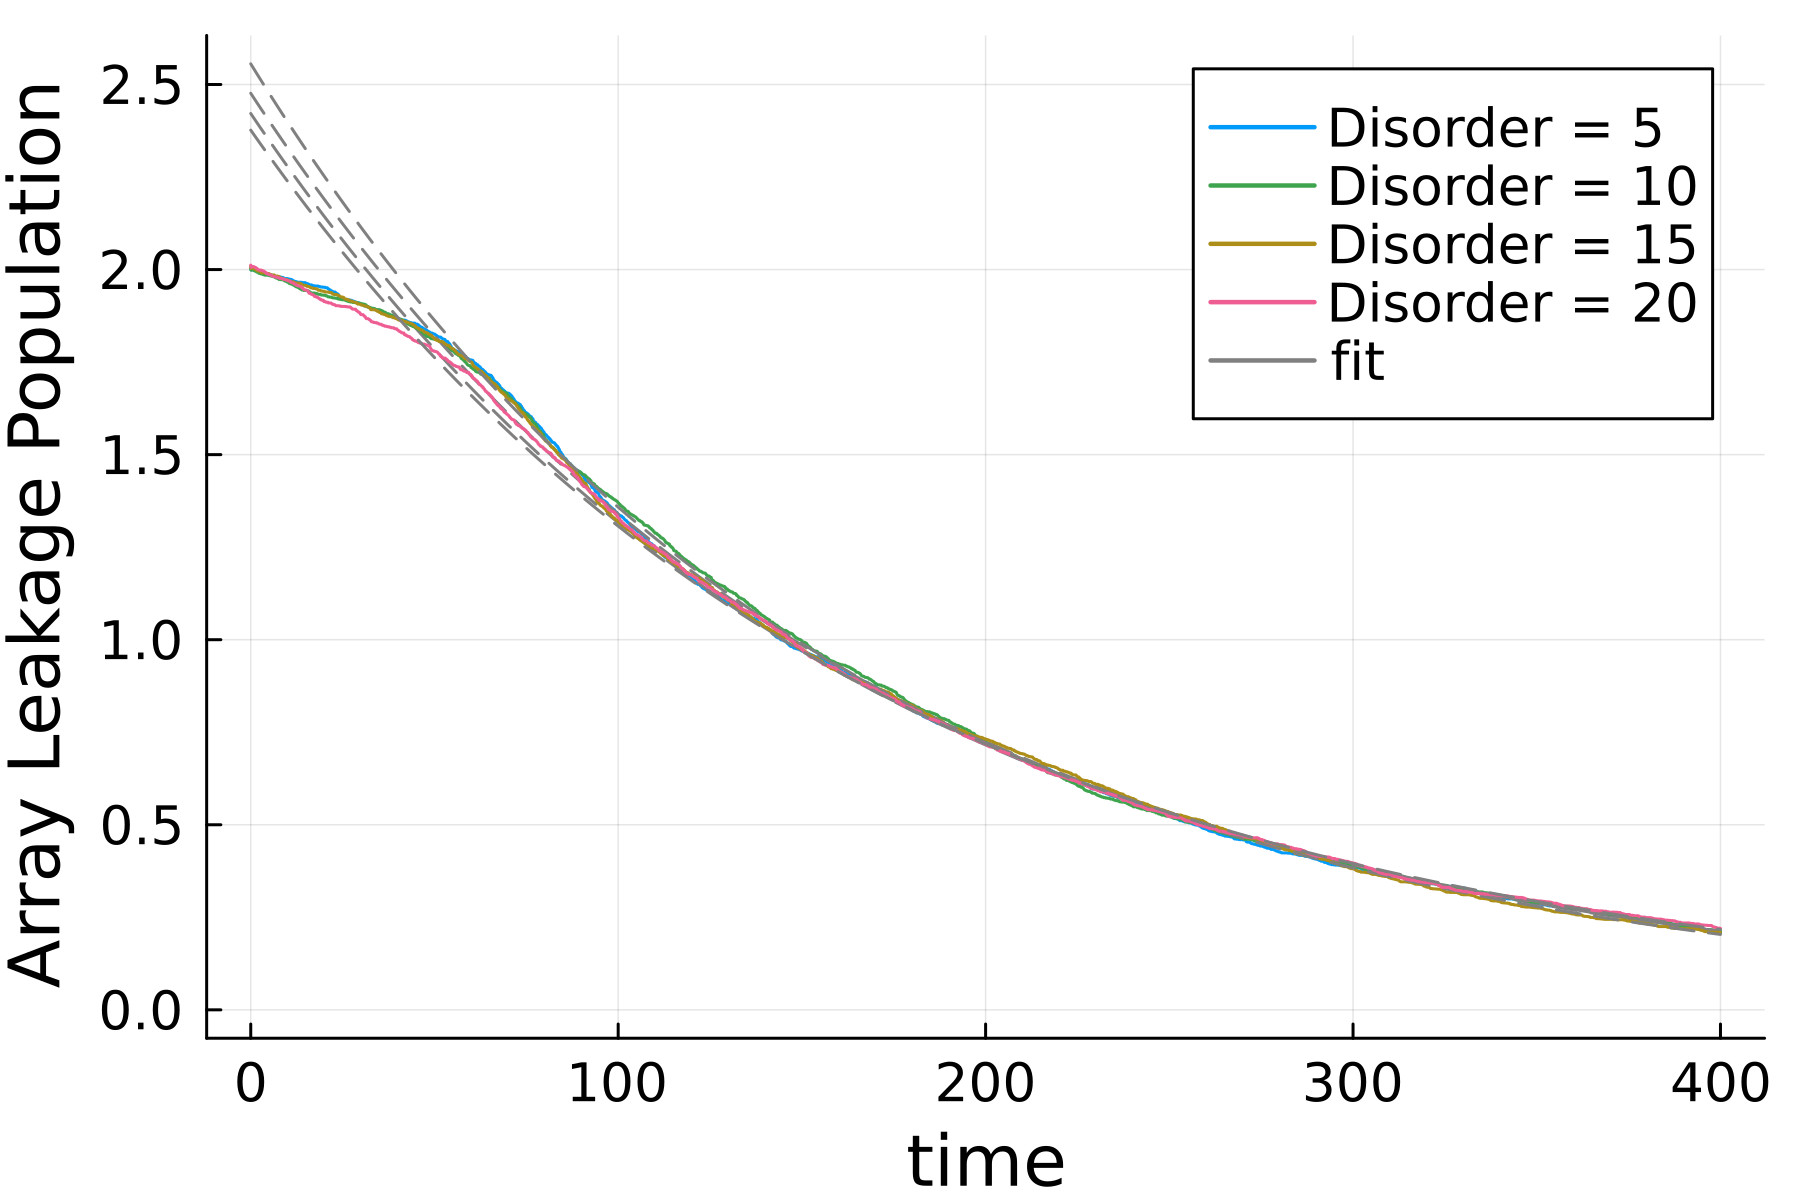 Array Leakage Population
2.5
2.0
1.5
1.0
0.5
0.0
Disorder = 5
Disorder = 10
Disorder = 15
Disorder = 20
fit
0 100 200 300 400
time